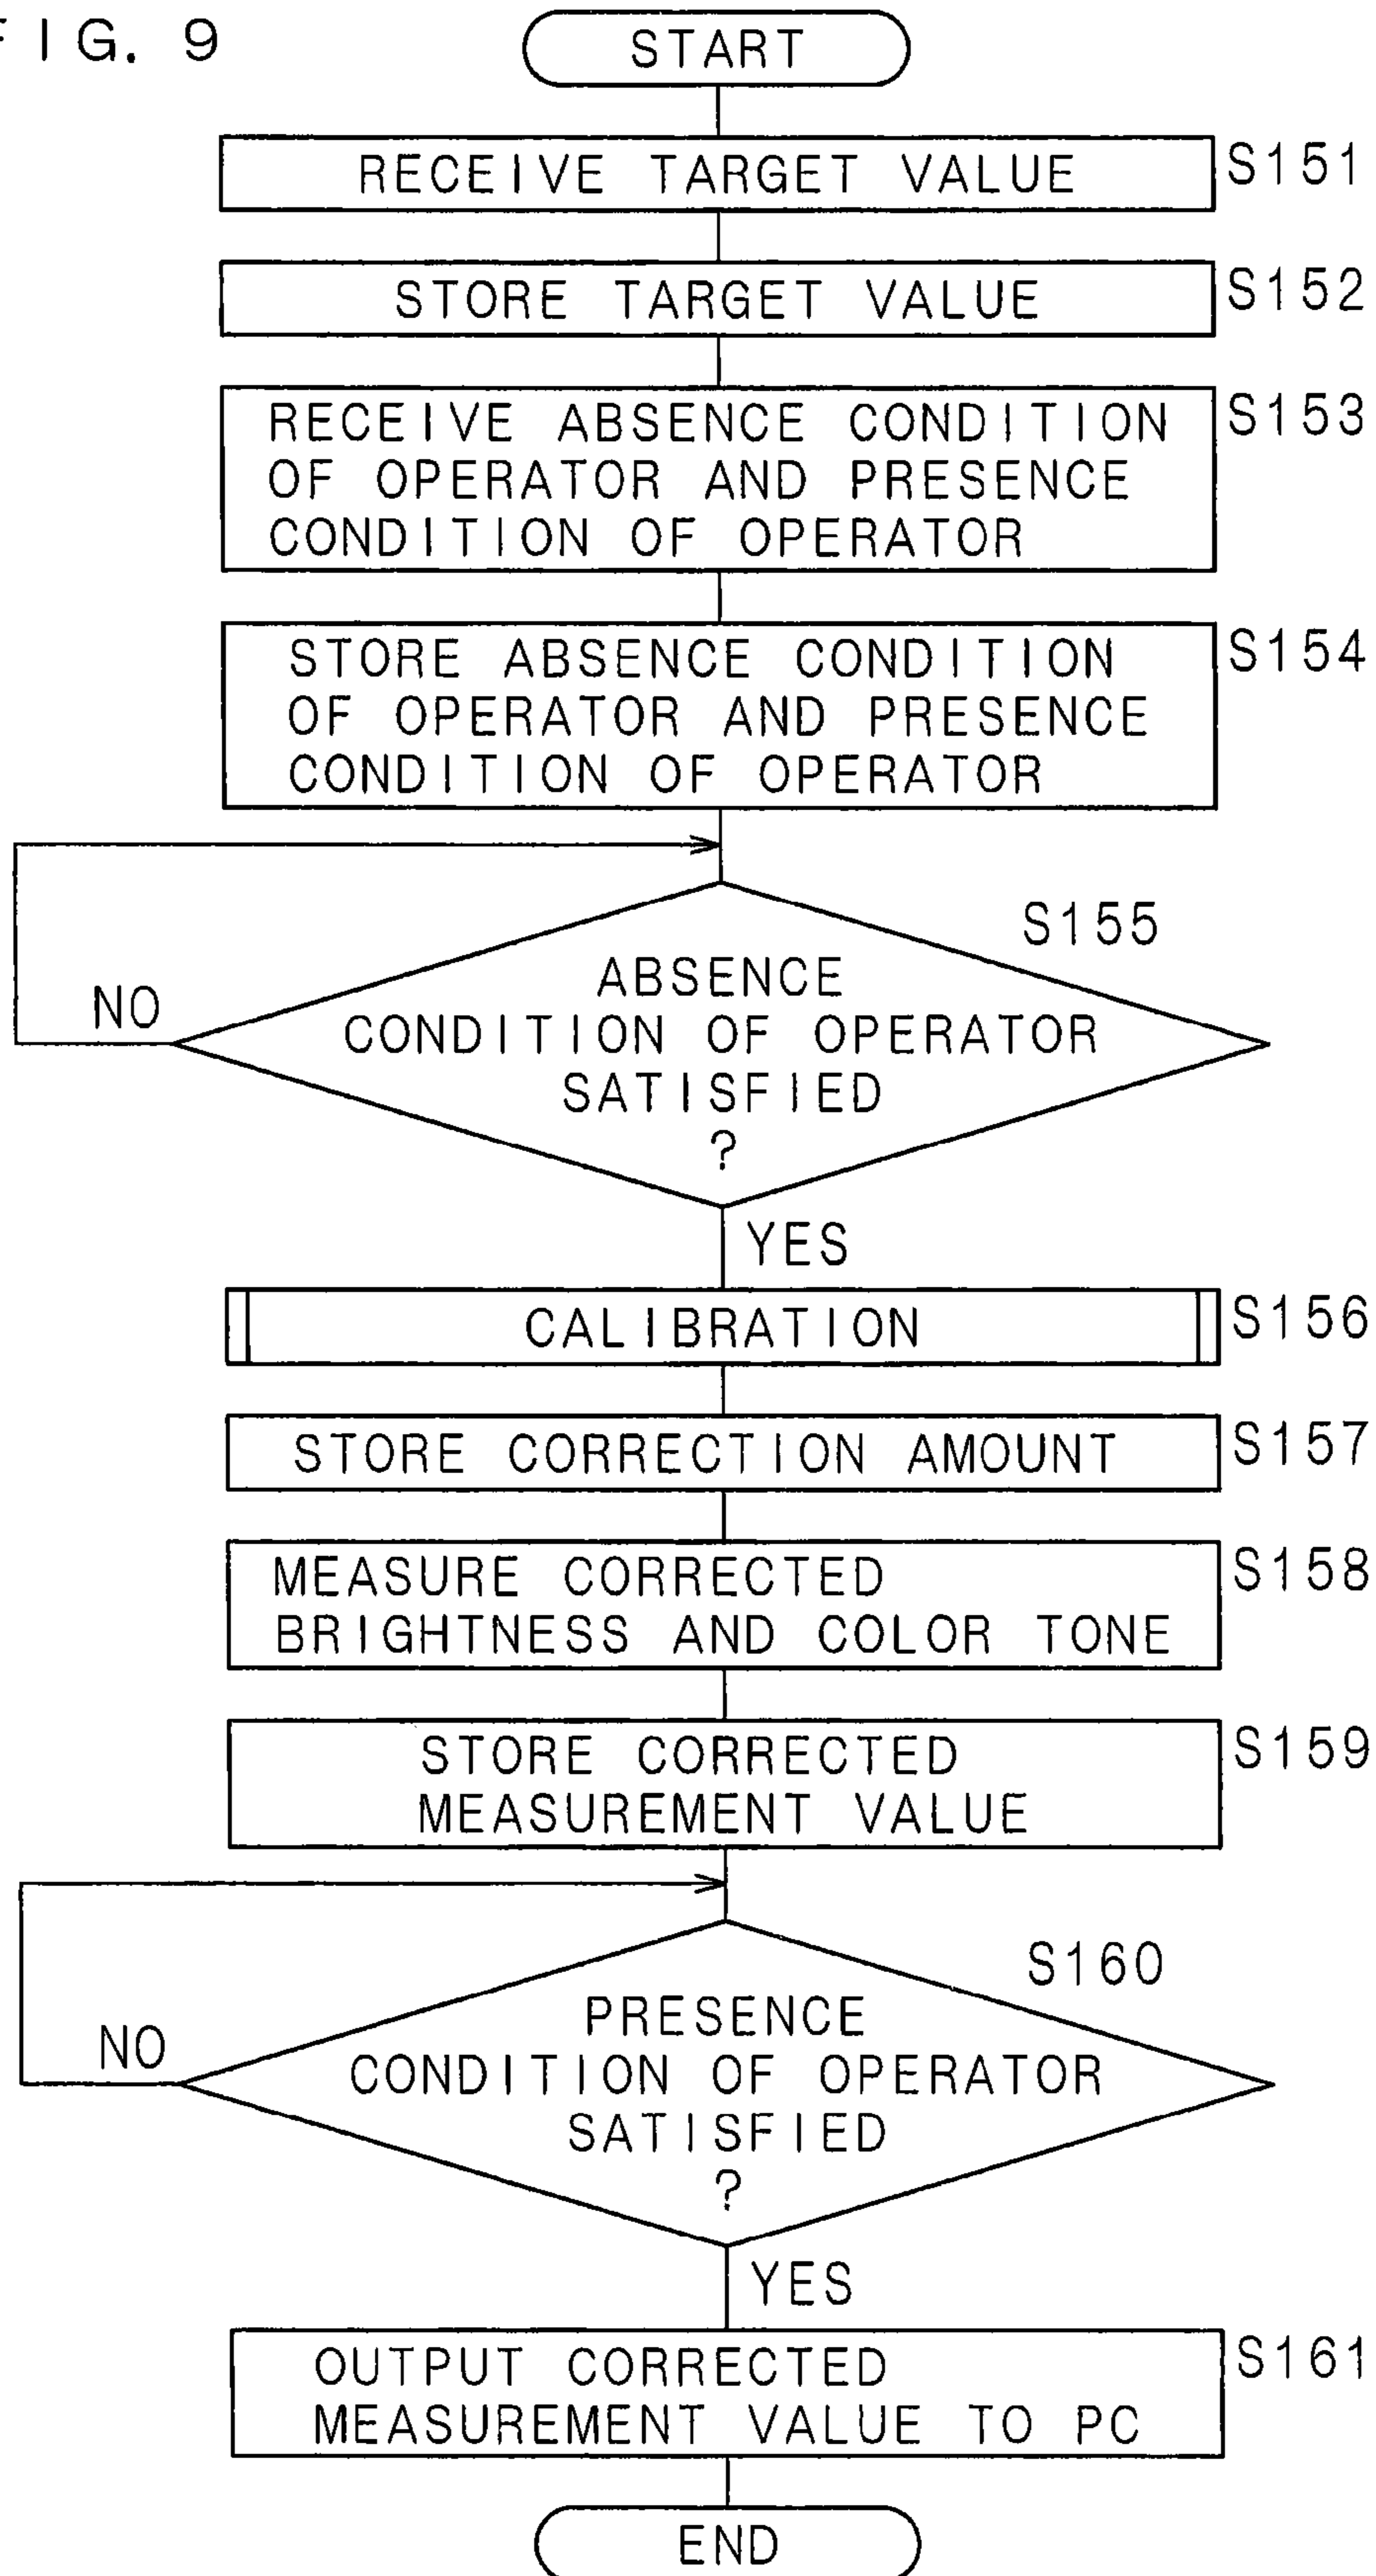 FIG. 9
START
RECEIVE TARGET VALUE
S151
STORE TARGET VALUE
S152
RECEIVE ABSENCE CONDITION
OF OPERATOR AND PRESENCE
CONDITION OF OPERATOR
S153
STORE ABSENCE CONDITION
OF OPERATOR AND PRESENCE
CONDITION OF OPERATOR
S154
S155
ABSENCE
CONDITION OF OPERATOR
SATISFIED
?
NO
YES
CALIBRATION
S156
STORE CORRECTION AMOUNT
S157
MEASURE CORRECTED
BRIGHTNESS AND COLOR TONE
S158
STORE CORRECTED
MEASUREMENT VALUE
S159
S160
PRESENCE
CONDITION OF OPERATOR
SATISFIED
?
NO
YES
OUTPUT CORRECTED
MEASUREMENT VALUE TO PC
S161
END